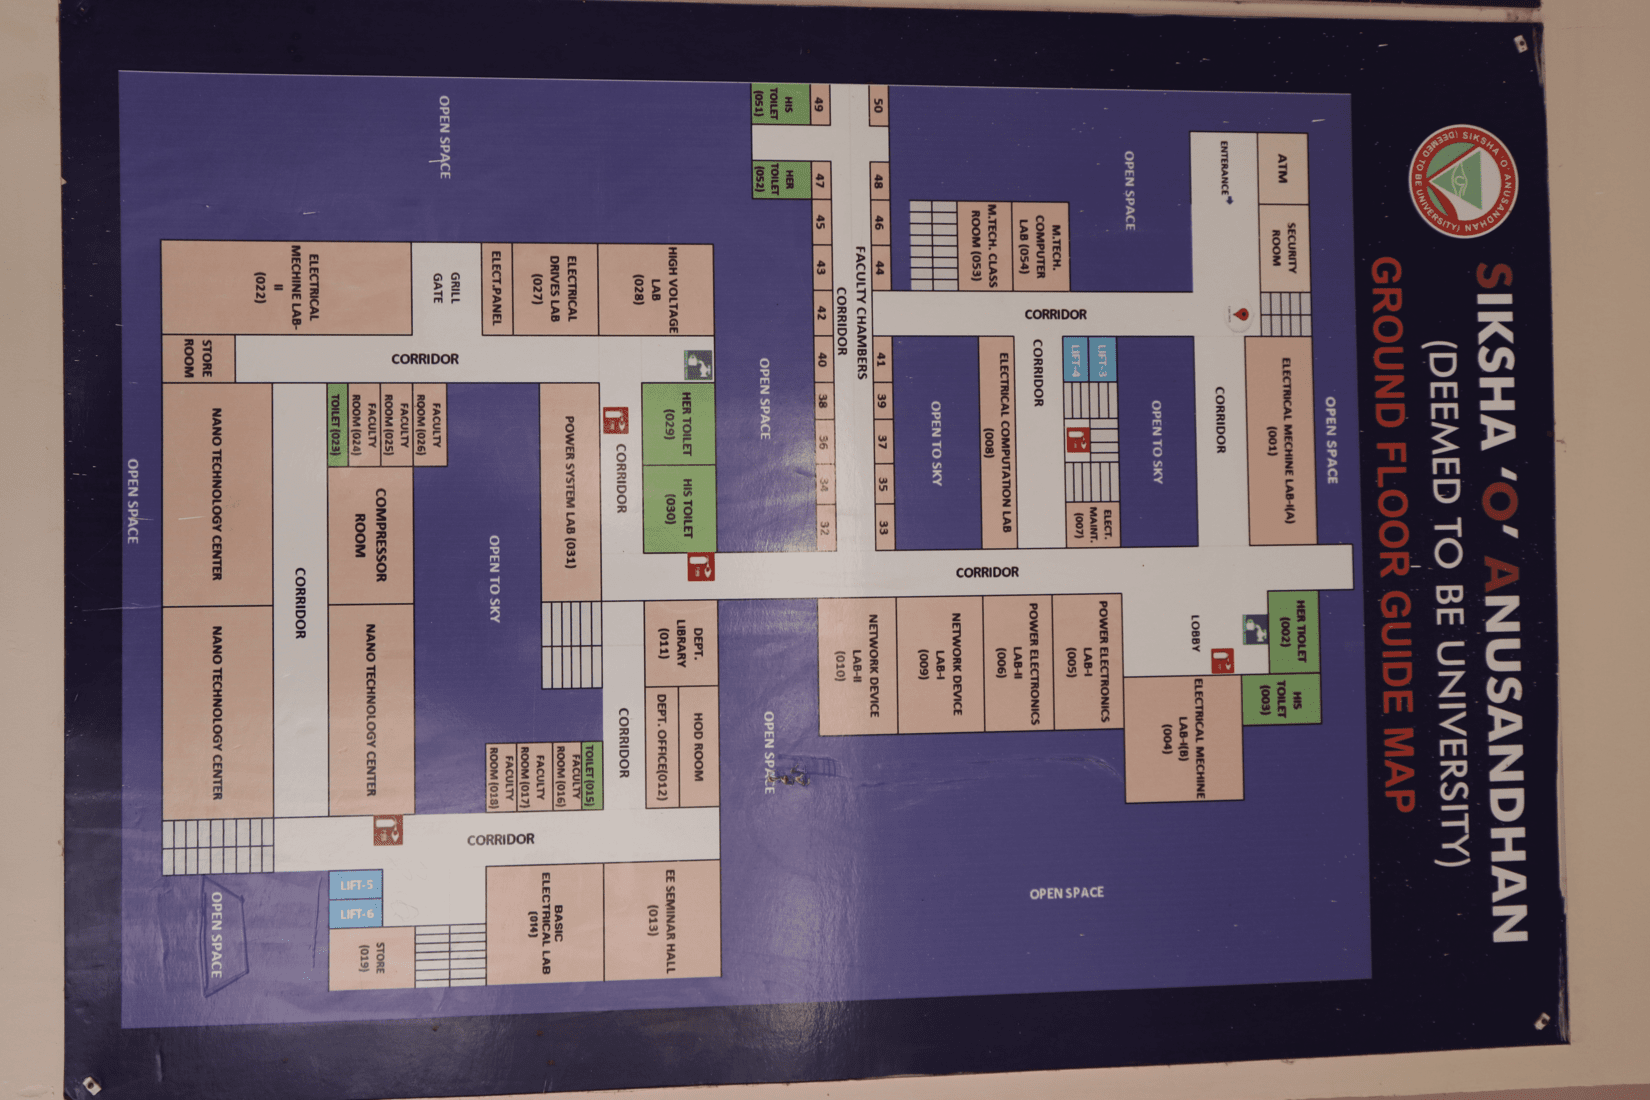 SIKSHA 'O' ANUSANDHAN
(DEEMED TO BE UNIVERSITY)
GROUND FLOOR GUIDE MAP
SIKSHA 'O' ANUSANDHAN
(DEEMED TO BE UNIVERSITY)
OPEN SPACE
ATM
SECURITY
ROOM
ELECTRICAL MECHINE LAB-I(A)
(001)
HER TIOLET
(002)
HIS
TOILET
(003)
ENTRANCE
CORRIDOR
LOBBY
ELECTRICAL MECHINE
LAB-I(B)
(004)
OPEN SPACE
OPEN TO SKY
M.TECH.
COMPUTER
LAB (054)
M.TECH. CLASS
ROOM (053)
CORRIDOR
LIFT-3
LIFT-4
ELECT.
MAINT.
(007)
CORRIDOR
ELECTRICAL COMPUTATION LAB
(008)
OPEN TO SKY
CORRIDOR
POWER ELECTRONICS
LAB-I
(005)
POWER ELECTRONICS
LAB-II
(006)
NETWORK DEVICE
LAB-I
(009)
NETWORK DEVICE
LAB-II
(010)
OPEN SPACE
50
48
46
44
41
39
37
35
33
FACULTY CHAMBERS
CORRIDOR
49
47
45
43
42
40
38
36
34
32
HIS
TOILET
(051)
HER
TOILET
(052)
OPEN SPACE
OPEN SPACE
HIGH VOLTAGE
LAB
(028)
HER TOILET
(029)
HIS TOILET
(030)
DEPT.
LIBRARY
(011)
HOD ROOM
DEPT. OFFICE(012)
EE SEMINAR HALL
(013)
CORRIDOR
CORRIDOR
ELECTRICAL
DRIVES LAB
(027)
ELECT.PANEL
POWER SYSTEM LAB (031)
TOILET (015)
FACULTY
ROOM (016)
FACULTY
ROOM (017)
FACULTY
ROOM (018)
BASIC
ELECTRICAL LAB
(014)
OPEN SPACE
GRILL
GATE
CORRIDOR
OPEN TO SKY
CORRIDOR
FACULTY
ROOM (026)
FACULTY
ROOM (025)
FACULTY
ROOM (024)
TOILET (023)
COMPRESSOR
ROOM
NANO TECHNOLOGY CENTER
LIFT-5
LIFT-6
STORE
(019)
ELECTRICAL
MECHINE LAB-
II
(022)
CORRIDOR
STORE
ROOM
NANO TECHNOLOGY CENTER
NANO TECHNOLOGY CENTER
OPEN SPACE
OPEN SPACE